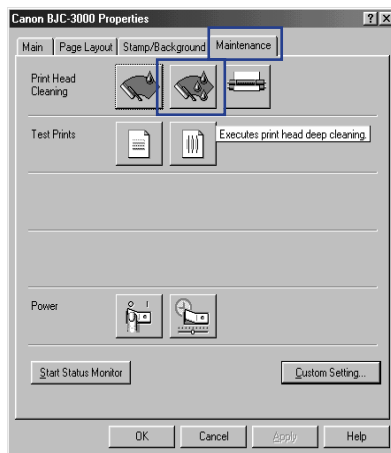 Canon BJC-3000 Properties
Main Page Layout Stamp/Background Maintenance
Print Head
Cleaning
Test Prints
Executes print head deep cleaning.
Power
Start Status Monitor Custom Setting...
OK Cancel Apply Help